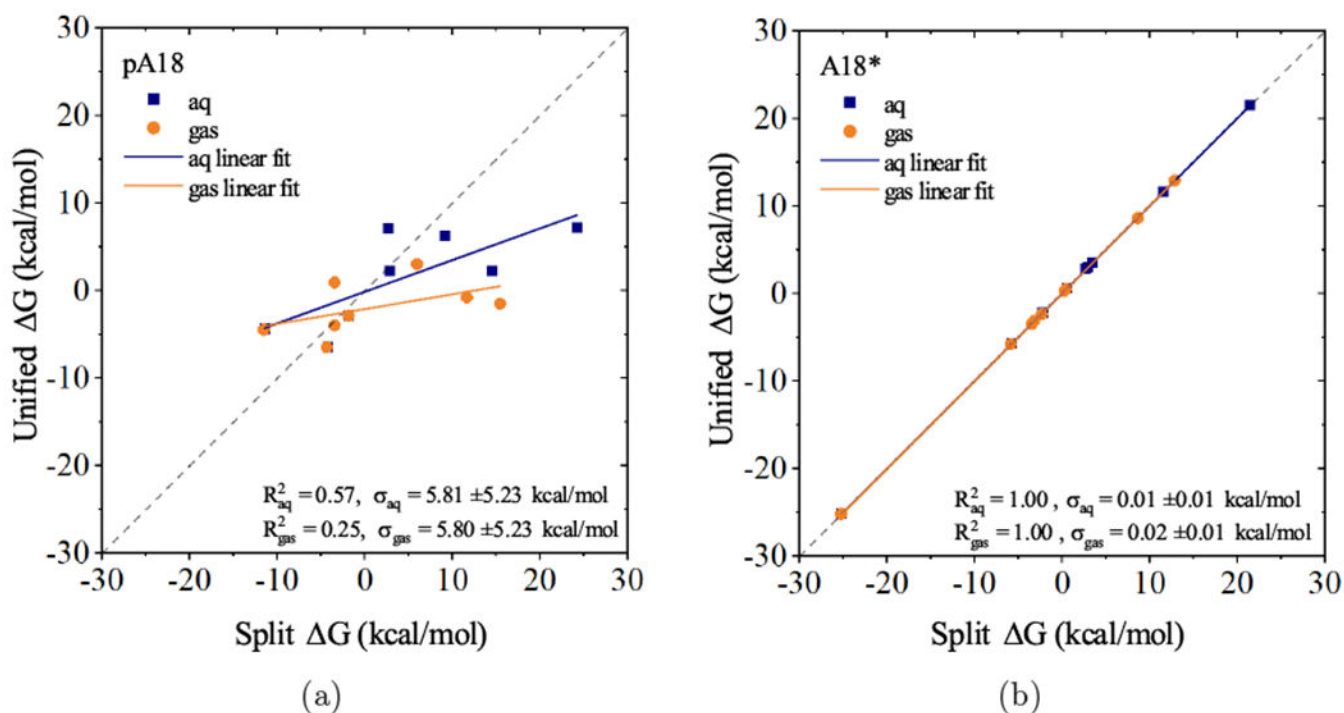 pA18
aq
gas
aq linear fit
gas linear fit
30
20
10
0
-10
-20
-30
Unified ΔG (kcal/mol)
R²aq = 0.57, σaq = 5.81 ±5.23 kcal/mol
R²gas = 0.25, σgas = 5.80 ±5.23 kcal/mol
-30 -20 -10 0 10 20 30
Split ΔG (kcal/mol)
(a)
A18*
aq
gas
aq linear fit
gas linear fit
30
20
10
0
-10
-20
-30
Unified ΔG (kcal/mol)
R²aq = 1.00 , σaq = 0.01 ±0.01 kcal/mol
R²gas = 1.00 , σgas = 0.02 ±0.01 kcal/mol
-30 -20 -10 0 10 20 30
Split ΔG (kcal/mol)
(b)